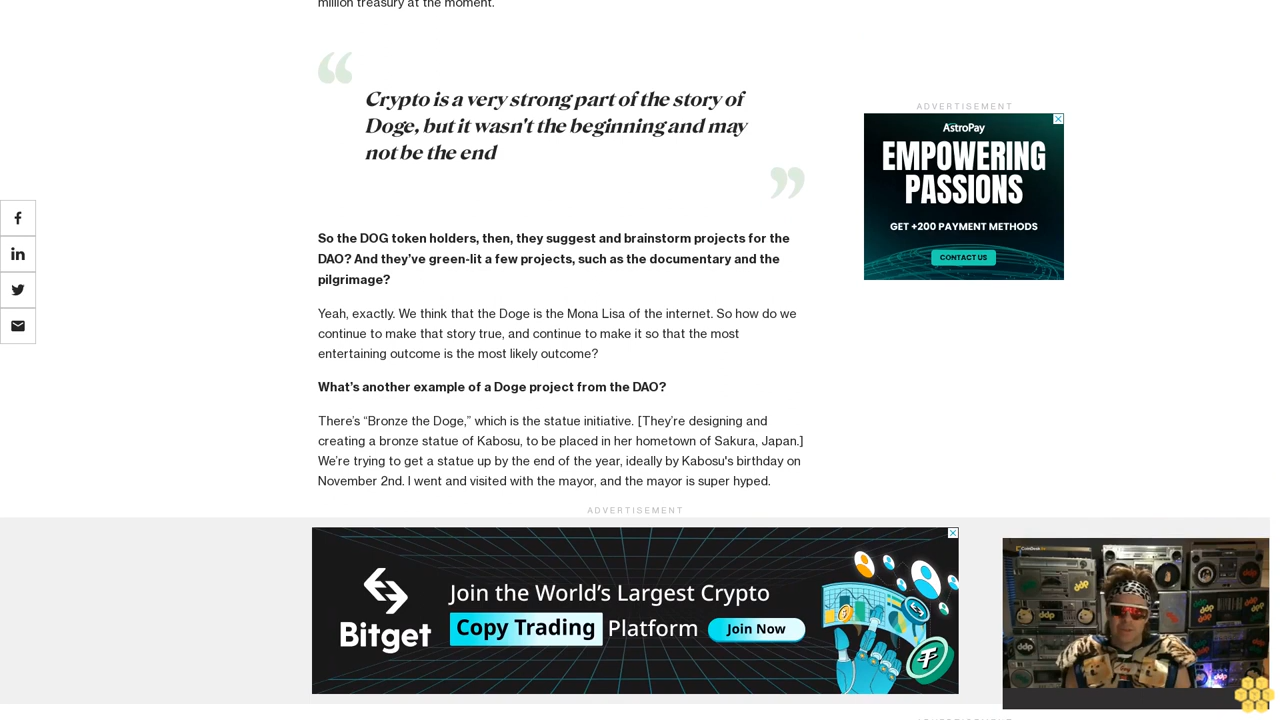 million treasury at the moment.
“
Crypto is a very strong part of the story of
Doge, but it wasn't the beginning and may
not be the end
”
So the DOG token holders, then, they suggest and brainstorm projects for the
DAO? And they’ve green-lit a few projects, such as the documentary and the
pilgrimage?
Yeah, exactly. We think that the Doge is the Mona Lisa of the internet. So how do we
continue to make that story true, and continue to make it so that the most
entertaining outcome is the most likely outcome?
What’s another example of a Doge project from the DAO?
There’s “Bronze the Doge,” which is the statue initiative. [They’re designing and
creating a bronze statue of Kabosu, to be placed in her hometown of Sakura, Japan.]
We’re trying to get a statue up by the end of the year, ideally by Kabosu's birthday on
November 2nd. I went and visited with the mayor, and the mayor is super hyped.
ADVERTISEMENT
AstroPay
EMPOWERING
PASSIONS
GET +200 PAYMENT METHODS
CONTACT US
ADVERTISEMENT
Bitget
Join the World’s Largest Crypto
Copy Trading Platform
Join Now
CoinDesk
ddp
ddp
ddp
ddp
ADVERTISEMENT